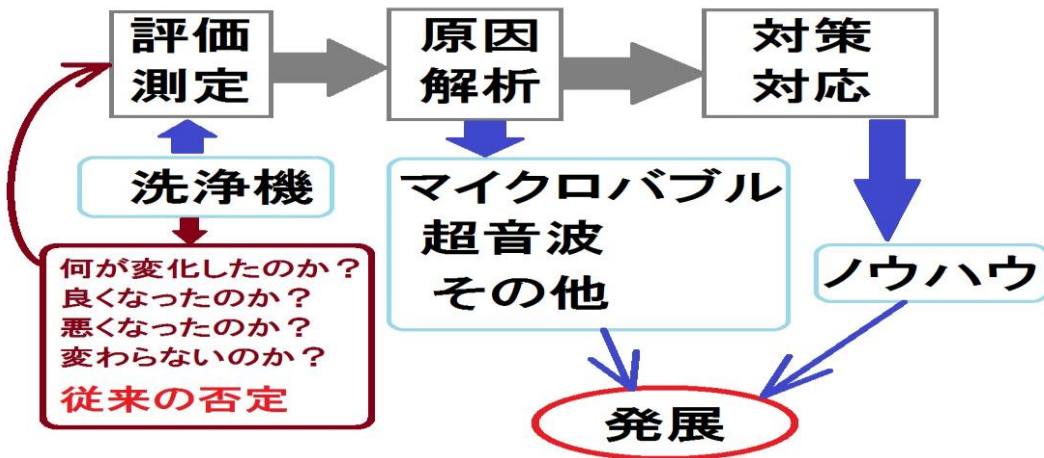 評価
測定
原因
解析
対策
対応
洗浄機
マイクロバブル
超音波
その他
何が変化したのか？
良くなったのか？
悪くなったのか？
変わらないのか？
従来の否定
ノウハウ
発展